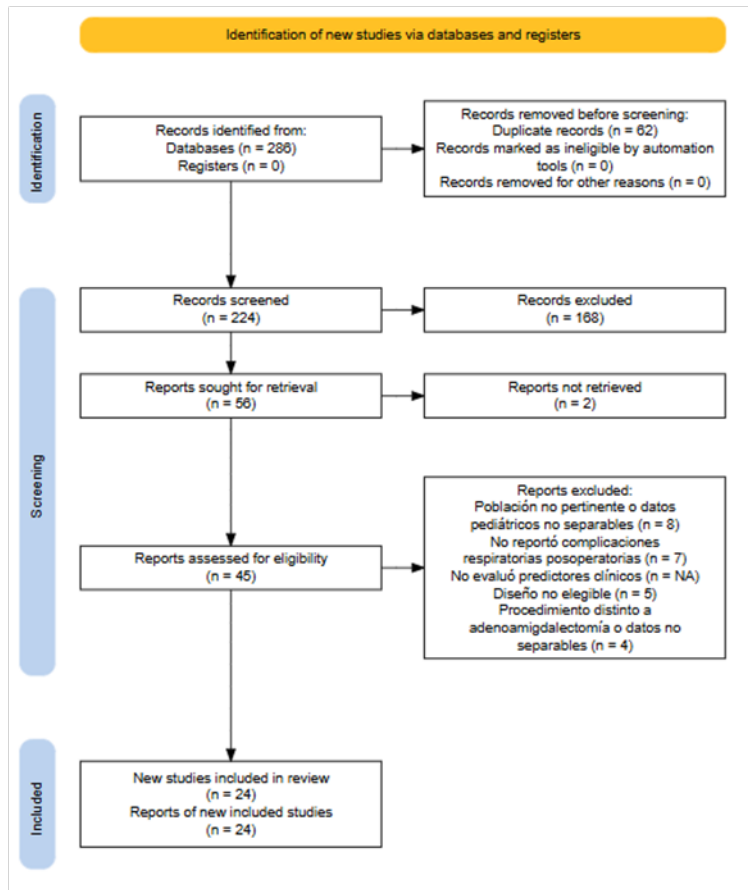 Identification of new studies via databases and registers
Identification
Records identified from:
Databases (n = 286)
Registers (n = 0)
Records removed before screening:
Duplicate records (n = 62)
Records marked as ineligible by automation
tools (n = 0)
Records removed for other reasons (n = 0)
Screening
Records screened
(n = 224)
Records excluded
(n = 168)
Reports sought for retrieval
(n = 56)
Reports not retrieved
(n = 2)
Reports assessed for eligibility
(n = 45)
Reports excluded:
Población no pertinente o datos
pediátricos no separables (n = 8)
No reportó complicaciones
respiratorias posoperatorias (n = 7)
No evaluó predictores clínicos (n = NA)
Diseño no elegible (n = 5)
Procedimiento distinto a
adenoamigdalectomía o datos no
separables (n = 4)
Included
New studies included in review
(n = 24)
Reports of new included studies
(n = 24)